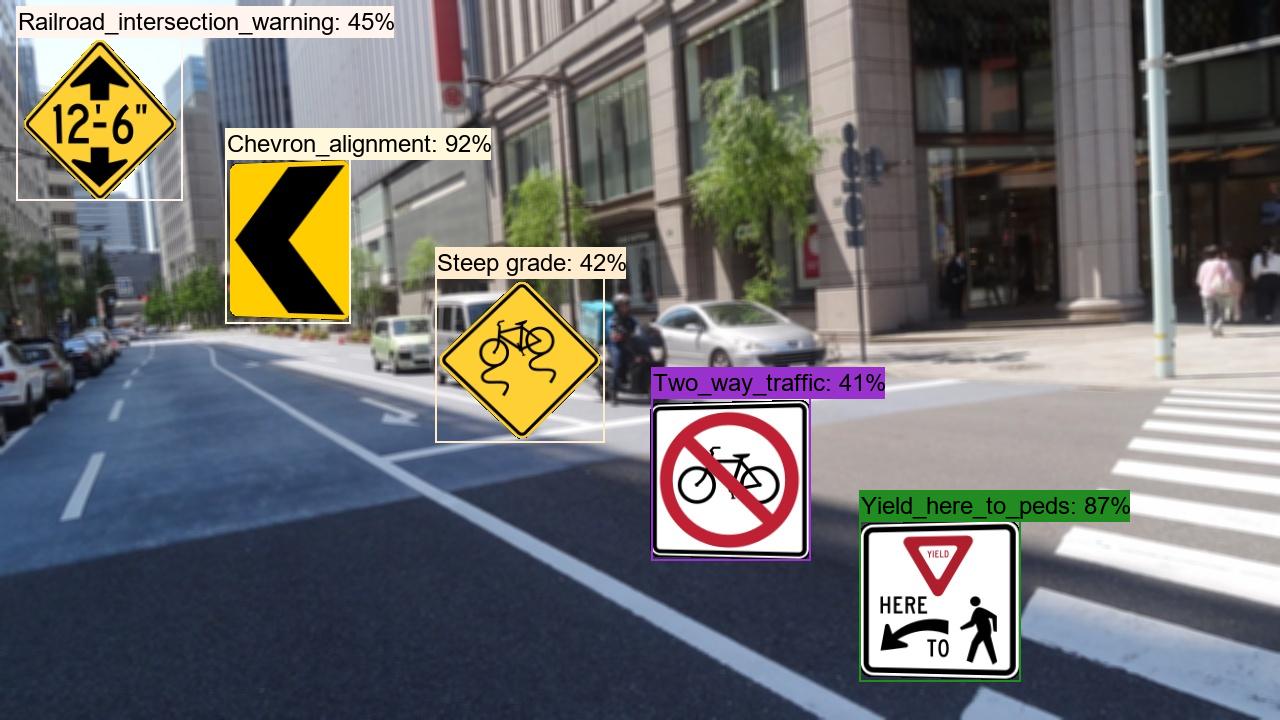 Railroad_intersection_warning: 45%
12'-6"
Chevron_alignment: 92%
Steep grade: 42%
Two_way_traffic: 41%
Yield_here_to_peds: 87%
YIELD
HERE
TO